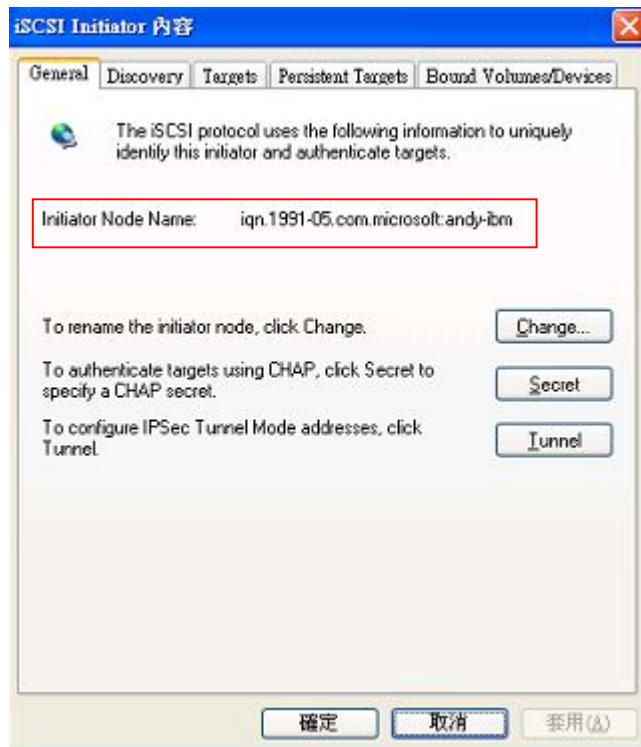 iSCSI Initiator 內容
General Discovery Targets Persistent Targets Bound Volumes/Devices
The iSCSI protocol uses the following information to uniquely
identify this initiator and authenticate targets.
Initiator Node Name: iqn.1991-05.com.microsoft:andy-ibm
To rename the initiator node, click Change.
Change...
To authenticate targets using CHAP, click Secret to
specify a CHAP secret.
Secret
To configure IPSec Tunnel Mode addresses, click
Tunnel.
Tunnel
確定 取消 套用(A)